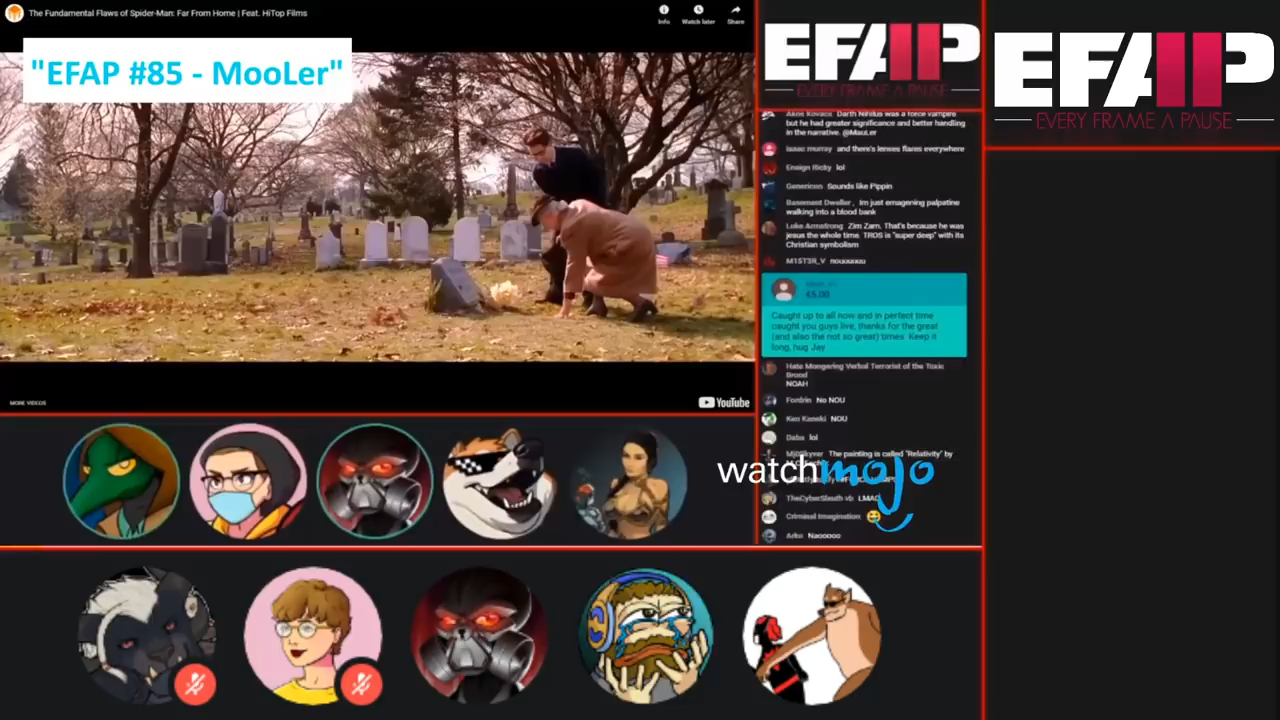 The Fundamental Flaws of Spider-Man: Far From Home | Feat. HiTop Films
Info
Watch later
Share
"EFAP #85 - MooLer"
EFAP
EVERY FRAME A PAUSE
EFAP
EVERY FRAME A PAUSE
Darth Nihilus was a force vampire
but he had greater significance and better handling
in the narrative. @MauLer
Isaac murray and there's lenses flares everywhere
Ensign Ricky lol
Genericon Sounds like Pippin
Basement Dweller, Im just emagening palpatine
walking into a blood bank
Luke Armstrong Zim Zam. That's because he was
jesus the whole time. TROS is "super deep" with its
Christian symbolism
M1ST3R_V
€5.00
Caught up to all now and in perfect time
caught you guys live, thanks for the great
(and also the not so great) times Keep it
long, hug Jay
Hate Mongering Verbal Terrorist of the Toxic
Brood
NOAH
Fordrin No NOU
Ken Kanski NOU
Daba lol
The painting is called "Relativity" by
watchmojo
TheCyberSleuth vb LMAO
Criminal Imagination
Arko Naooooo
MORE VIDEOS
YouTube